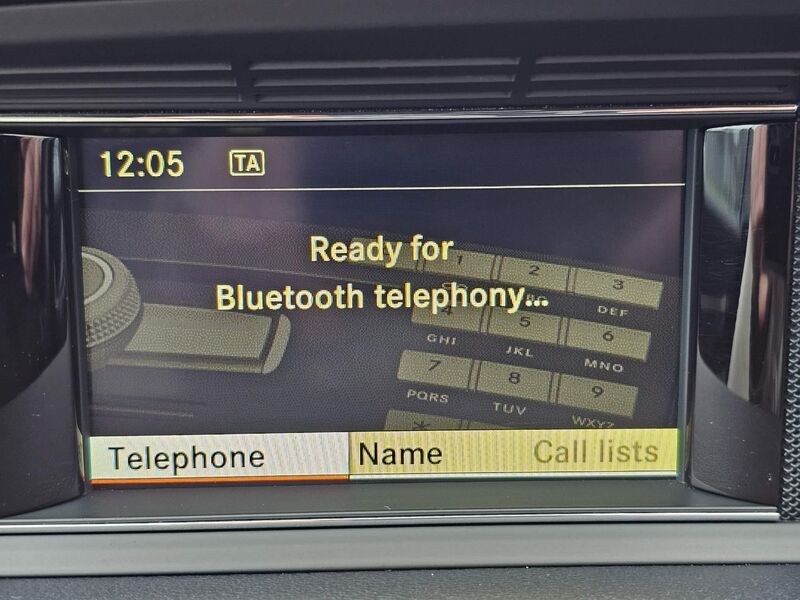 12:05 TA
Ready for
Bluetooth telephony...
1 2 3
DEF
4 5 6
GHI JKL MNO
7 8 9
PQRS TUV WXYZ
*
Telephone Name Call lists